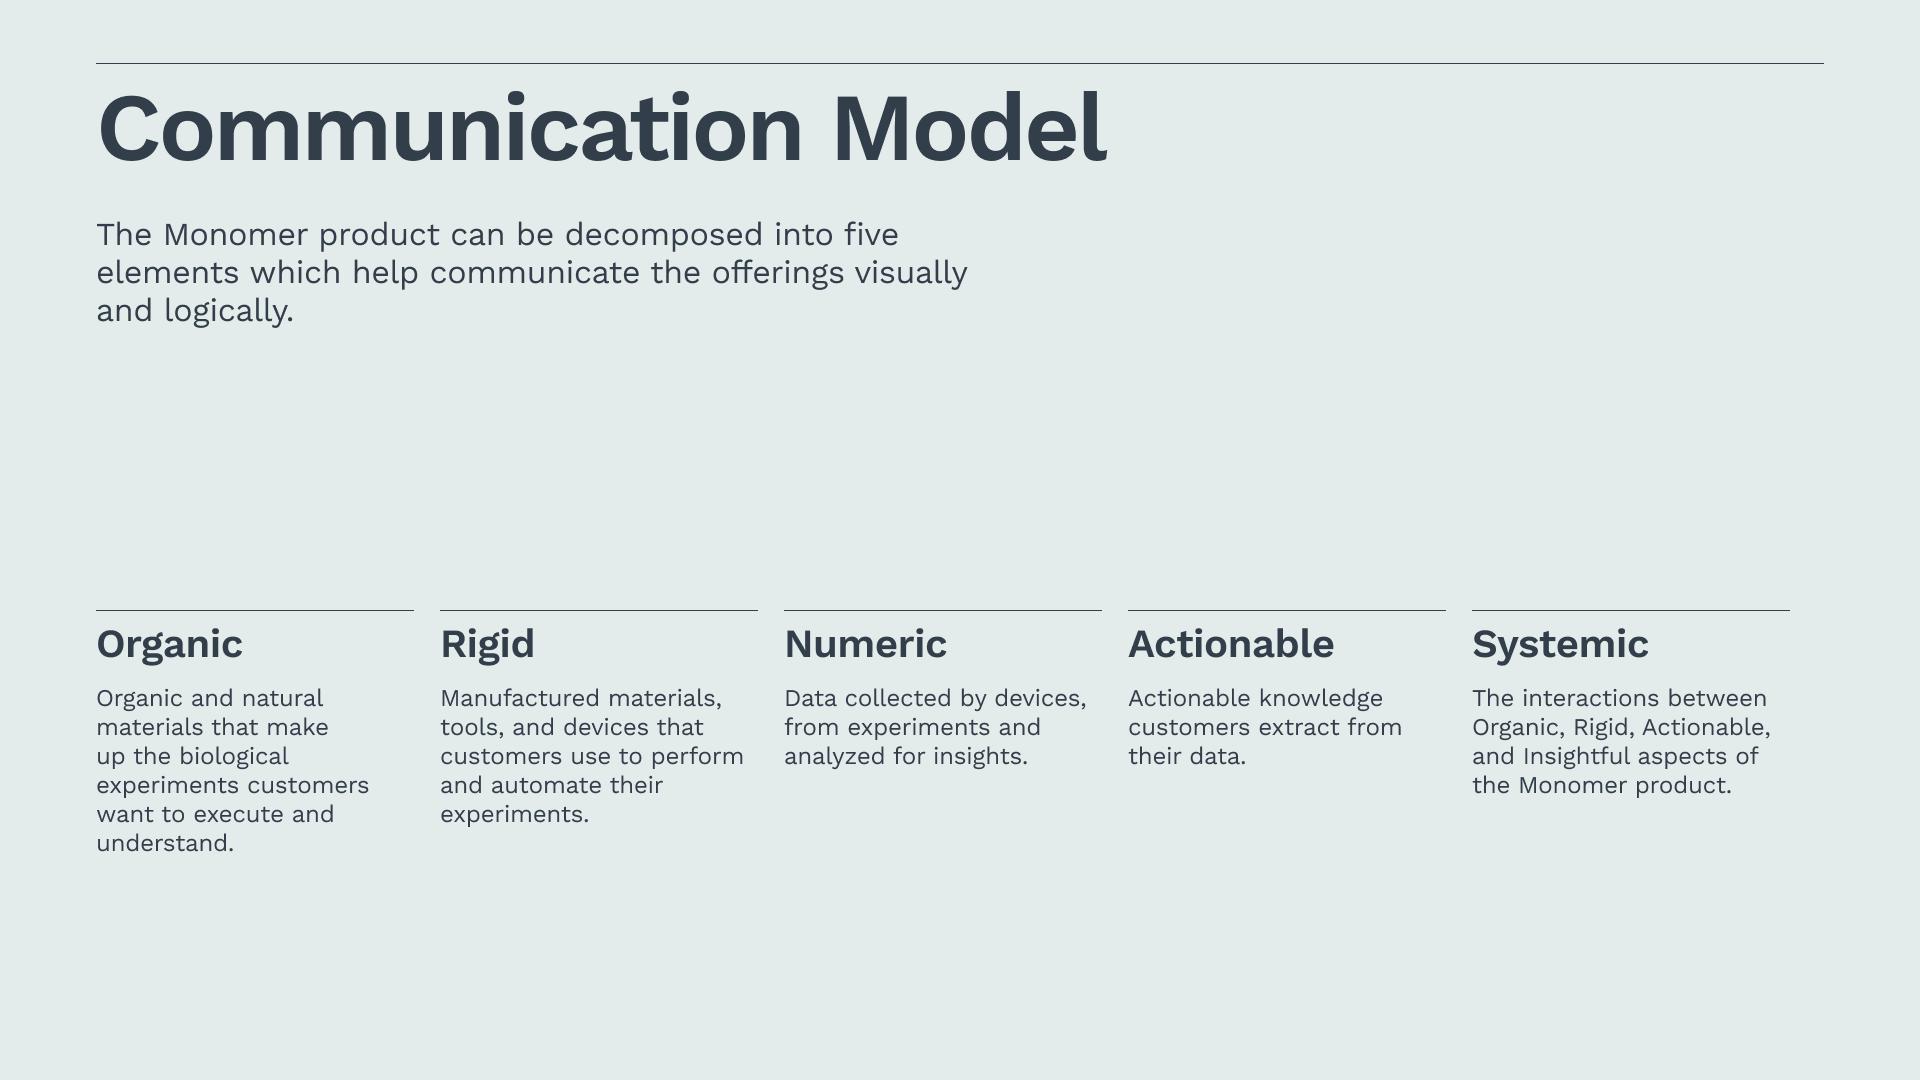 Communication Model
The Monomer product can be decomposed into five
elements which help communicate the offerings visually
and logically.
Organic
Organic and natural
materials that make
up the biological
experiments customers
want to execute and
understand.
Rigid
Manufactured materials,
tools, and devices that
customers use to perform
and automate their
experiments.
Numeric
Data collected by devices,
from experiments and
analyzed for insights.
Actionable
Actionable knowledge
customers extract from
their data.
Systemic
The interactions between
Organic, Rigid, Actionable,
and Insightful aspects of
the Monomer product.